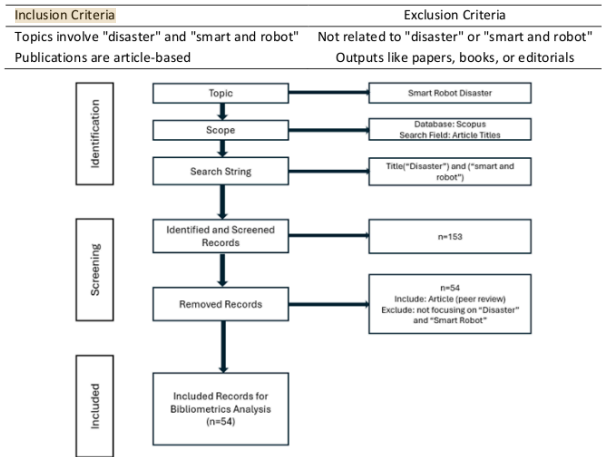 Inclusion Criteria Exclusion Criteria
Topics involve "disaster" and "smart and robot" Not related to "disaster" or "smart and robot"
Publications are article-based Outputs like papers, books, or editorials
Identification
Topic
Smart Robot Disaster
Scope
Database: Scopus
Search Field: Article Titles
Search String
Title("Disaster") and ("smart and
robot")
Screening
Identified and Screened
Records
n=153
Removed Records
n=54
Include: Article (peer review)
Exclude: not focusing on "Disaster"
and "Smart Robot"
Included
Included Records for
Bibliometrics Analysis
(n=54)